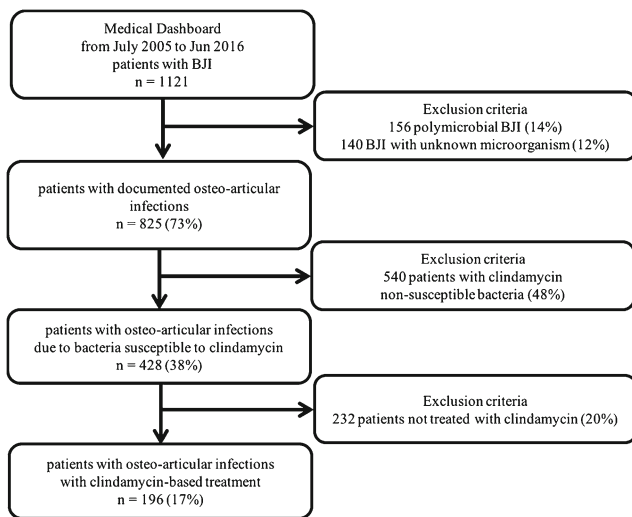 Medical Dashboard
from July 2005 to Jun 2016
patients with BJI
n = 1121
Exclusion criteria
156 polymicrobial BJI (14%)
140 BJI with unknown microorganism (12%)
patients with documented osteo-articular
infections
n = 825 (73%)
Exclusion criteria
540 patients with clindamycin
non-susceptible bacteria (48%)
patients with osteo-articular infections
due to bacteria susceptible to clindamycin
n = 428 (38%)
Exclusion criteria
232 patients not treated with clindamycin (20%)
patients with osteo-articular infections
with clindamycin-based treatment
n = 196 (17%)